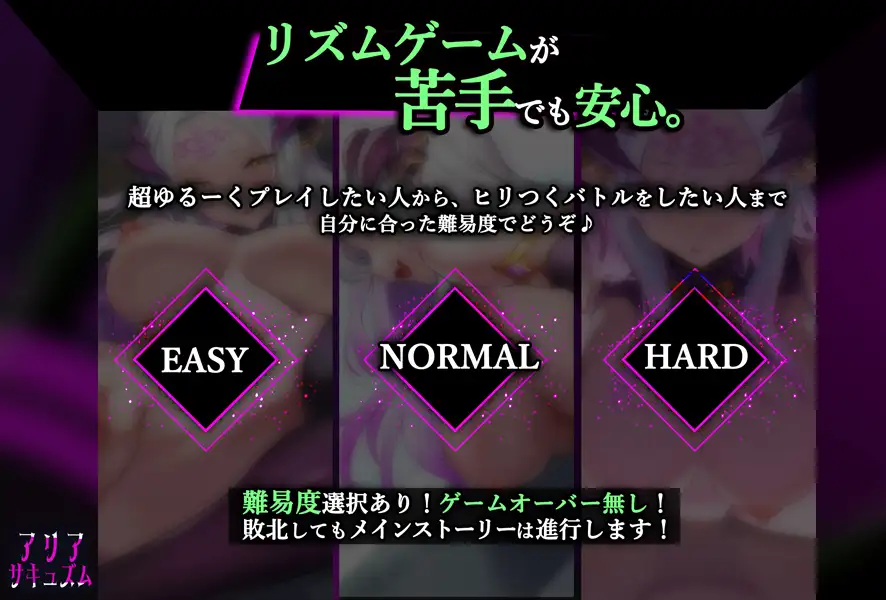 リズムゲームが
苦手でも安心。
超ゆるーくプレイしたい人から、ヒリつくバトルをしたい人まで
自分に合った難易度でどうぞ♪
EASY
NORMAL
HARD
難易度選択あり！ゲームオーバー無し！
敗北してもメインストーリーは進行します！
アリア
サキュズム